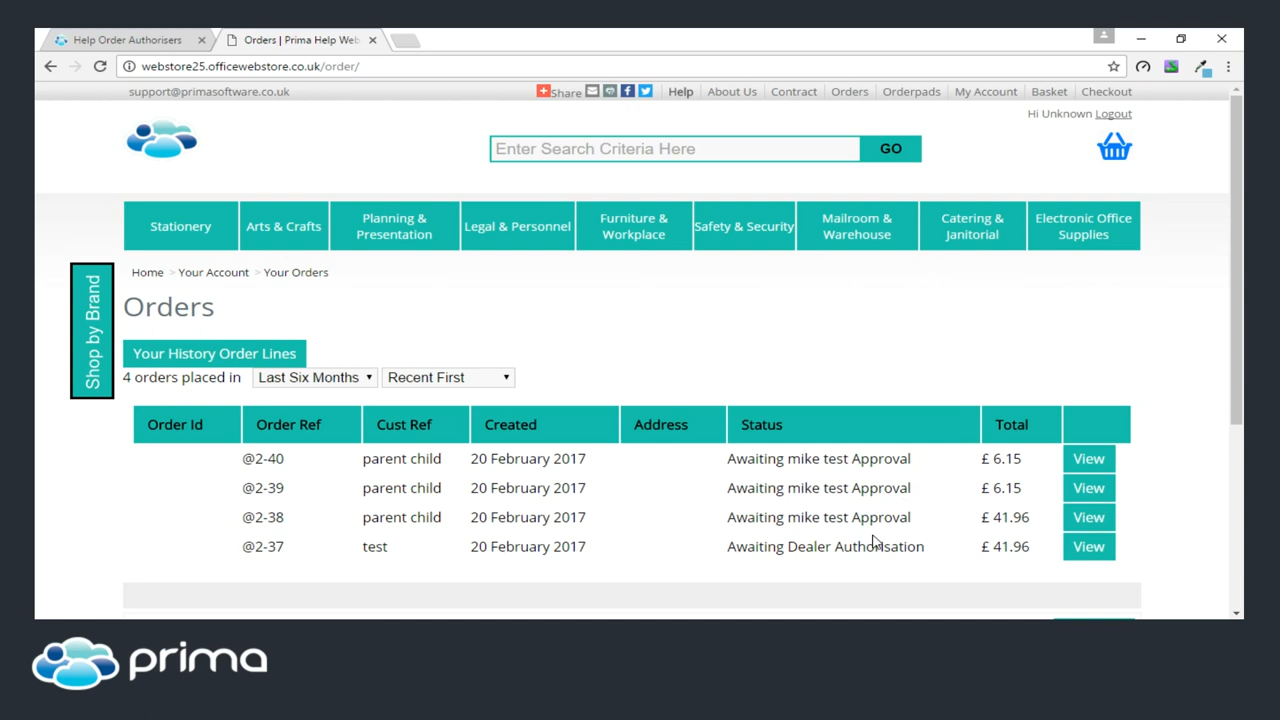 Help Order Authorisers
Orders | Prima Help Web
webstore25.officewebstore.co.uk/order/
support@primasoftware.co.uk
Share
Help
About Us
Contract
Orders
Orderpads
My Account
Basket
Checkout
Hi Unknown Logout
Enter Search Criteria Here
GO
Stationery
Arts & Crafts
Planning &
Presentation
Legal & Personnel
Furniture &
Workplace
Safety & Security
Mailroom &
Warehouse
Catering &
Janitorial
Electronic Office
Supplies
Shop by Brand
Home > Your Account > Your Orders
Orders
Your History Order Lines
4 orders placed in Last Six Months Recent First
Order Id Order Ref Cust Ref Created Address Status Total
@2-40 parent child 20 February 2017 Awaiting mike test Approval £ 6.15 View
@2-39 parent child 20 February 2017 Awaiting mike test Approval £ 6.15 View
@2-38 parent child 20 February 2017 Awaiting mike test Approval £ 41.96 View
@2-37 test 20 February 2017 Awaiting Dealer Authorisation £ 41.96 View
prima